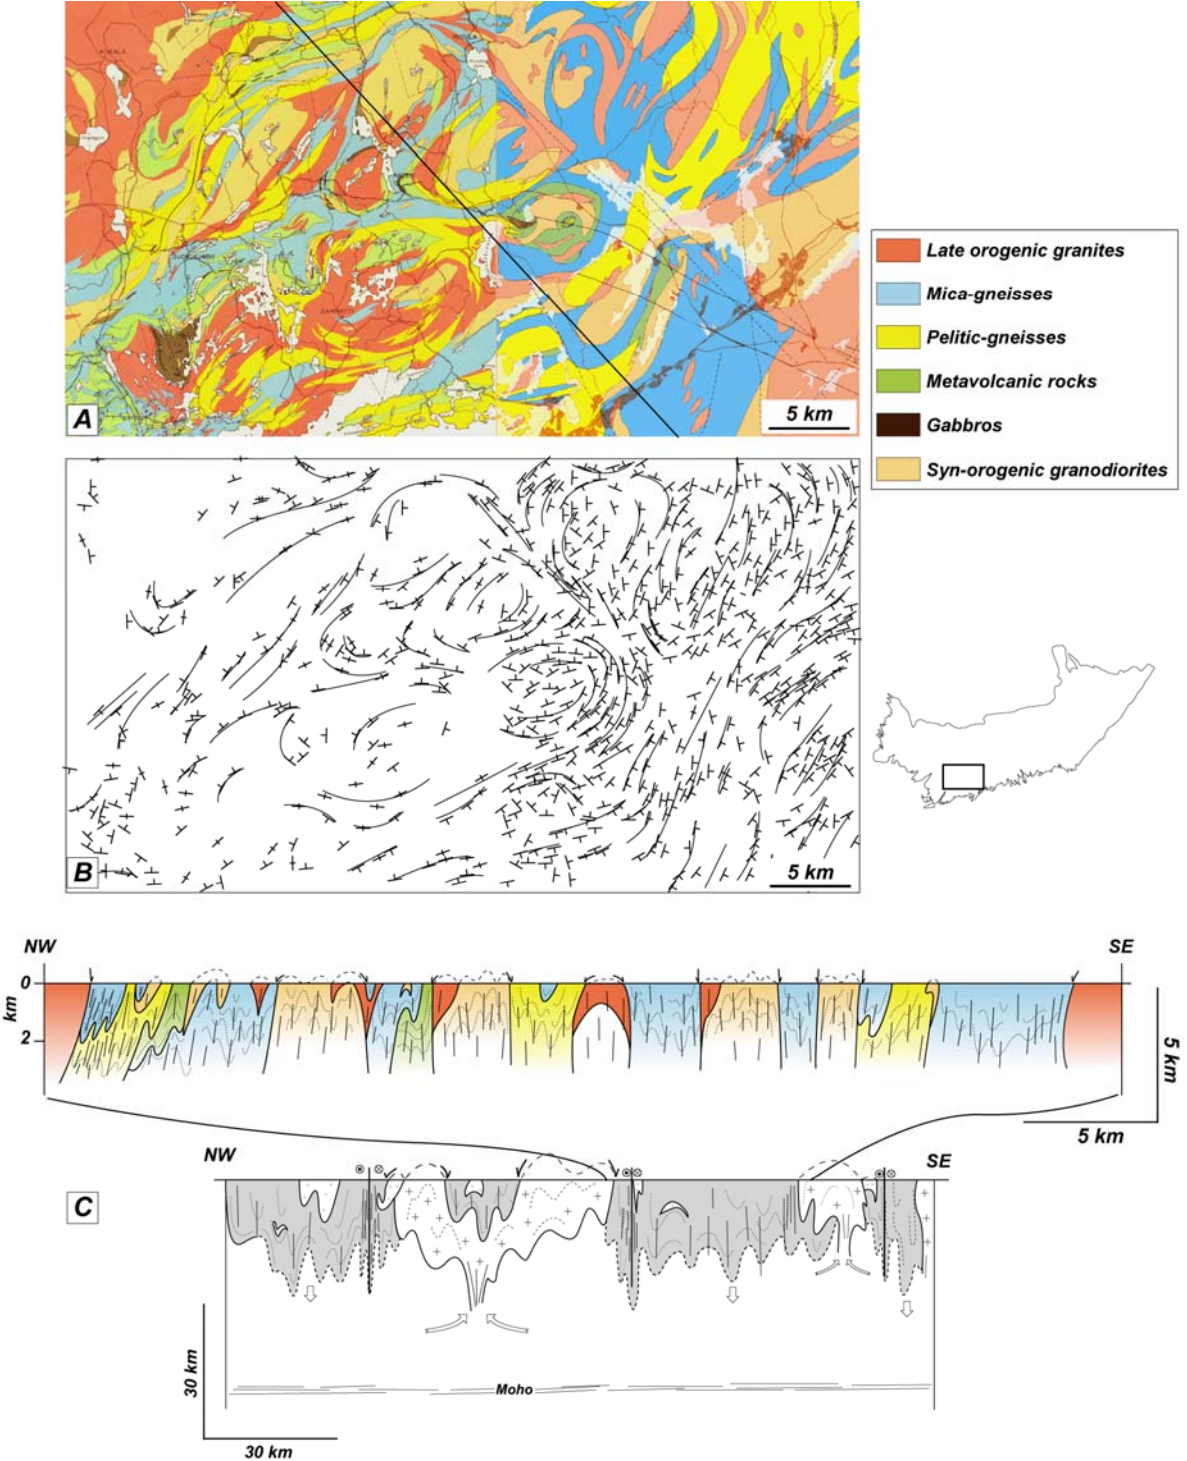 A
5 km
Late orogenic granites
Mica-gneisses
Pelitic-gneisses
Metavolcanic rocks
Gabbros
Syn-orogenic granodiorites
B
5 km
NW
SE
0
km
2
5 km
5 km
NW
SE
C
30 km
Moho
30 km